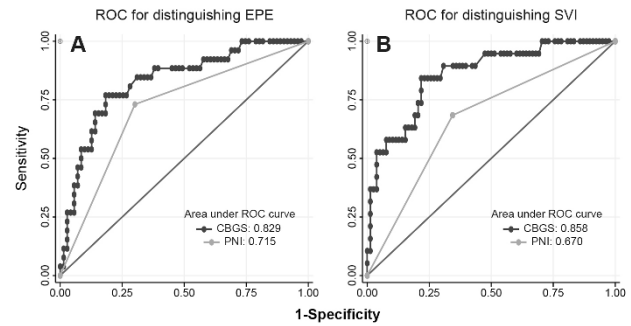 ROC for distinguishing EPE
ROC for distinguishing SVI
A
B
Sensitivity
1.00
0.75
0.50
0.25
0.00
Area under ROC curve
CBGS: 0.829
PNI: 0.715
0.00 0.25 0.50 0.75 1.00
1.00
0.75
0.50
0.25
0.00
Area under ROC curve
CBGS: 0.858
PNI: 0.670
0.00 0.25 0.50 0.75 1.00
1-Specificity